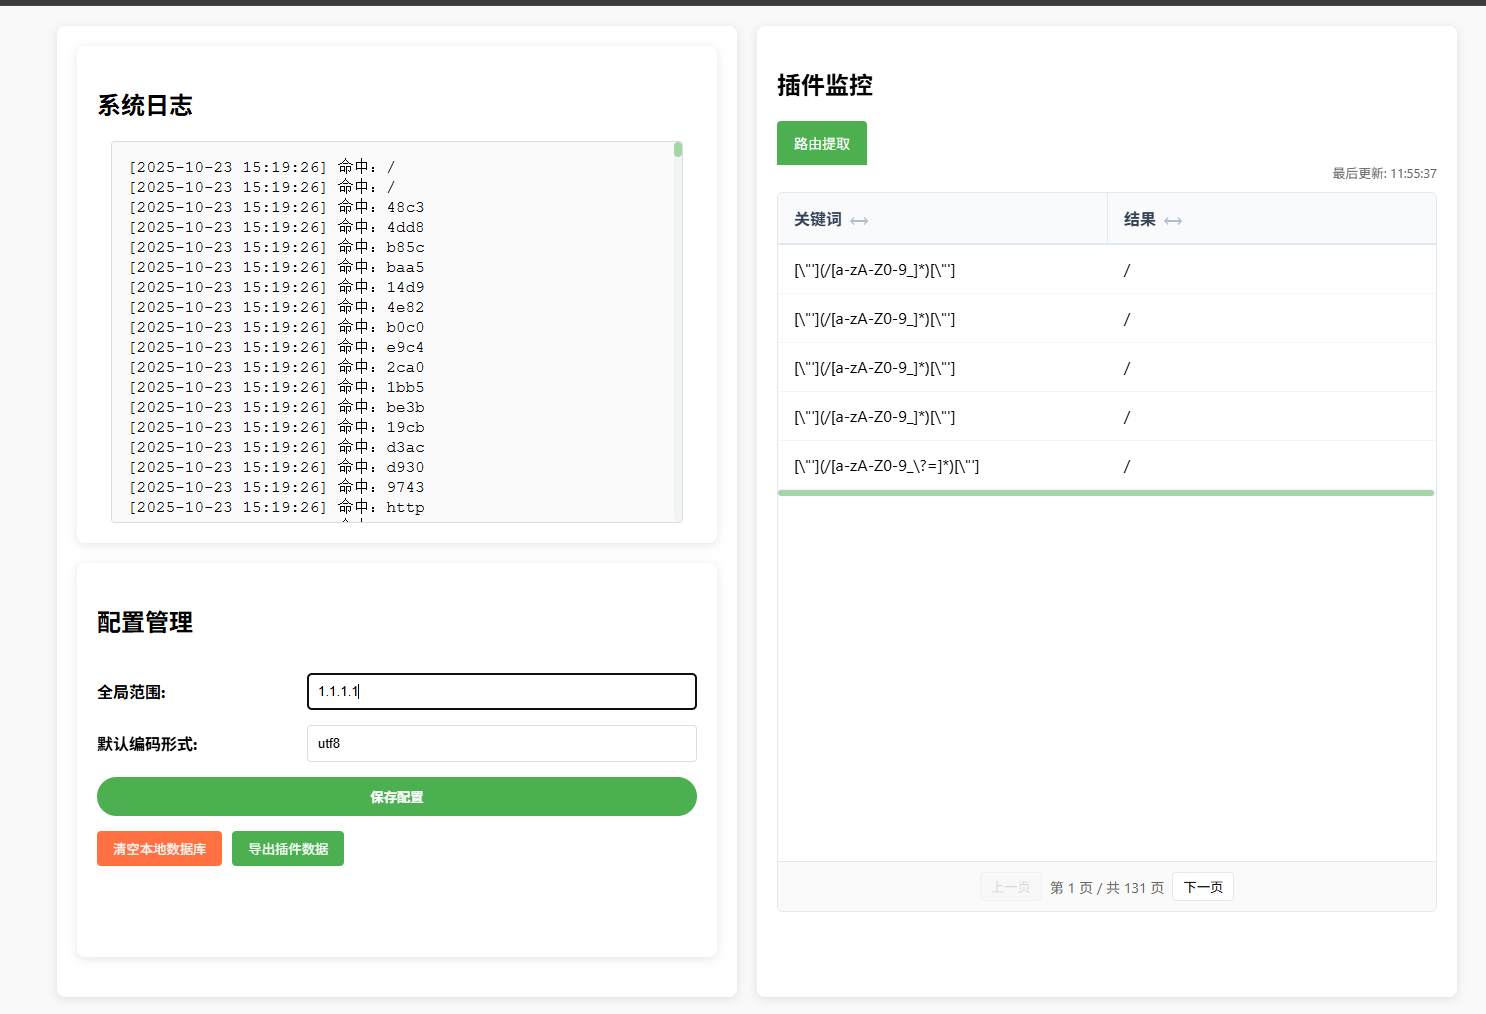 系统日志
[2025-10-23 15:19:26] 命中：/
[2025-10-23 15:19:26] 命中：/
[2025-10-23 15:19:26] 命中：48c3
[2025-10-23 15:19:26] 命中：4dd8
[2025-10-23 15:19:26] 命中：b85c
[2025-10-23 15:19:26] 命中：baa5
[2025-10-23 15:19:26] 命中：14d9
[2025-10-23 15:19:26] 命中：4e82
[2025-10-23 15:19:26] 命中：b0c0
[2025-10-23 15:19:26] 命中：e9c4
[2025-10-23 15:19:26] 命中：2ca0
[2025-10-23 15:19:26] 命中：1bb5
[2025-10-23 15:19:26] 命中：be3b
[2025-10-23 15:19:26] 命中：19cb
[2025-10-23 15:19:26] 命中：d3ac
[2025-10-23 15:19:26] 命中：d930
[2025-10-23 15:19:26] 命中：9743
[2025-10-23 15:19:26] 命中：http
配置管理
全局范围: 1.1.1.1
默认编码形式: utf8
保存配置
清空本地数据库 导出插件数据
插件监控
路由提取
最后更新: 11:55:37
关键词 ↔ 结果 ↔
[\"'](/[a-zA-Z0-9_]*)[\"'] /
[\"'](/[a-zA-Z0-9_]*)[\"'] /
[\"'](/[a-zA-Z0-9_]*)[\"'] /
[\"'](/[a-zA-Z0-9_]*)[\"'] /
[\"'](/[a-zA-Z0-9_\?=]*)[\"'] /
上一页 第 1 页 / 共 131 页 下一页